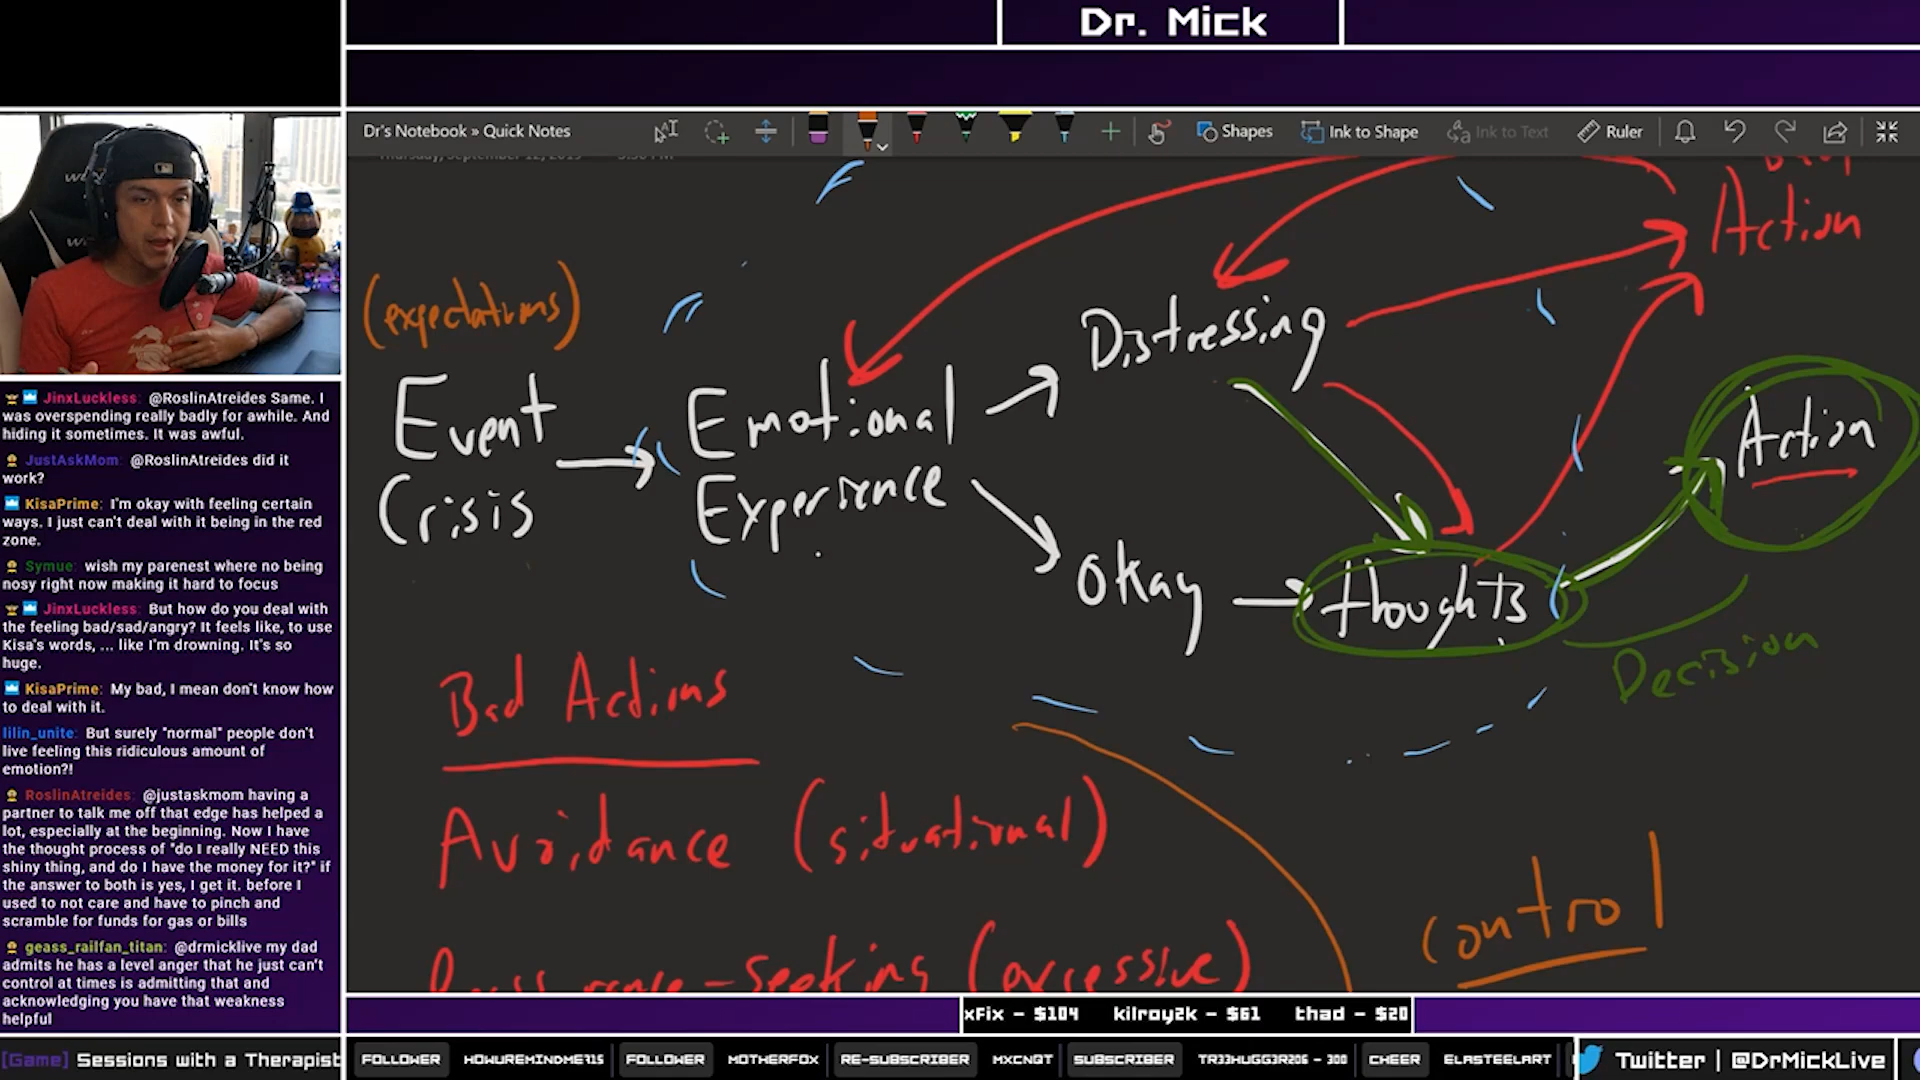 Dr. Mick
Dr's Notebook » Quick Notes
Shapes
Ink to Shape
Ink to Text
Ruler
Thursday, September 12, 2019
Action
(expectations)
Distressing
Event
Crisis
Emotional
Experience
Action
Okay
thoughts
Decision
Bad Actions
Avoidance (situational)
seeking (excessive)
control
JinxLuckless: @RoslinAtreides Same. I
was overspending really badly for awhile. And
hiding it sometimes. It was awful.
JustAskMom: @RoslinAtreides did it
work?
KisaPrime: I'm okay with feeling certain
ways. I just can't deal with it being in the red
zone.
Symue: wish my parenest where no being
nosy right now making it hard to focus
JinxLuckless: But how do you deal with
the feeling bad/sad/angry? It feels like, to use
Kisa's words, ... like I'm drowning. It's so
huge.
KisaPrime: My bad, I mean don't know how
to deal with it.
lilin_unite: But surely "normal" people don't
live feeling this ridiculous amount of
emotion?!
RoslinAtreides: @justaskmom having a
partner to talk me off that edge has helped a
lot, especially at the beginning. Now I have
the thought process of "do I really NEED this
shiny thing, and do I have the money for it?" if
the answer to both is yes, I get it. before I
used to not care and have to pinch and
scramble for funds for gas or bills
geass_railfan_titan: @drmicklive my dad
admits he has a level anger that he just can't
control at times is admitting that and
acknowledging you have that weakness
helpful
xFix - $104 kilroy2k - $61 thad - $20
[Game] Sessions with a Therapist
FOLLOWER HOWUREMINDME715 FOLLOWER MOTHERFOX RE-SUBSCRIBER MXCNQT SUBSCRIBER TR33HUGG3R206 - 300 CHEER ELASTEELART
Twitter | @DrMickLive